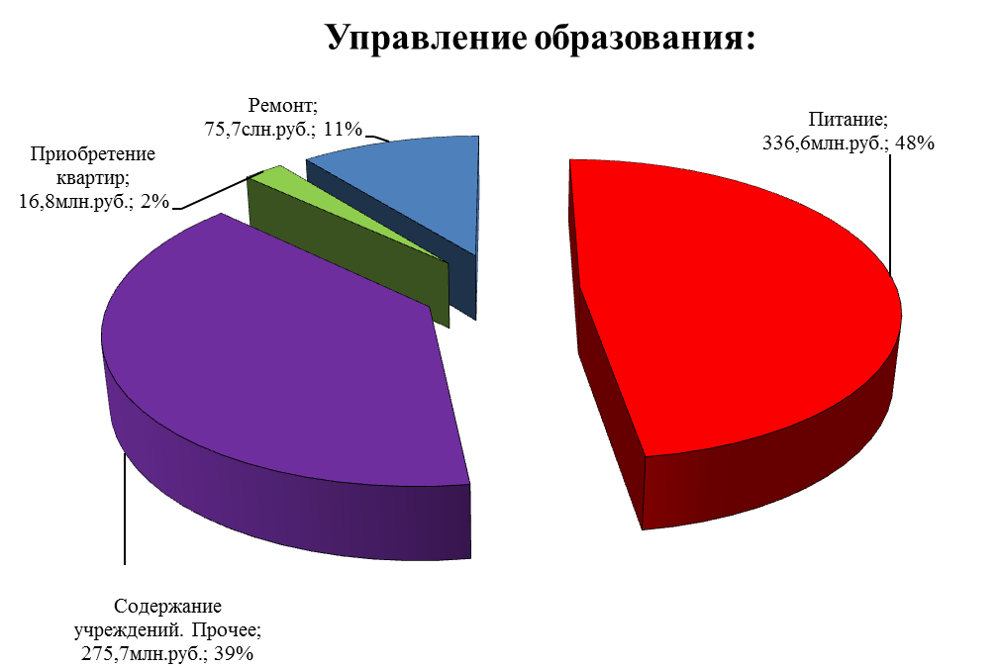 Управление образования:
Ремонт;
75,7слн.руб.; 11%
Питание;
336,6млн.руб.; 48%
Приобретение
квартир;
16,8млн.руб.; 2%
Содержание
учреждений. Прочее;
275,7млн.руб.; 39%